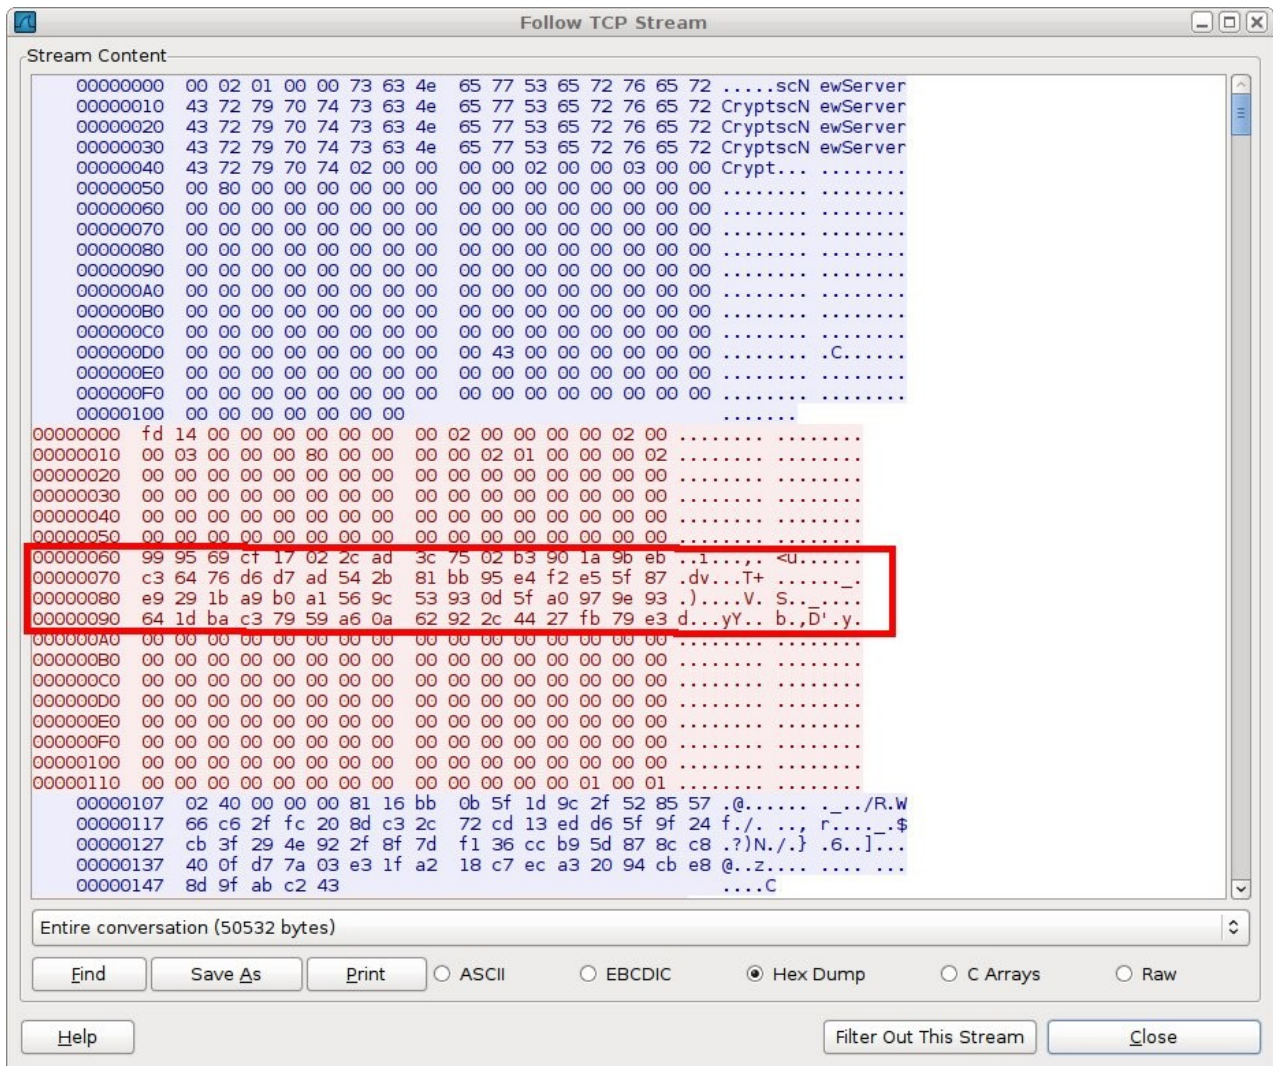 Follow TCP Stream
Stream Content
00000000 00 02 01 00 00 73 63 4e 65 77 53 65 72 76 65 72 .....scN ewServer
00000010 43 72 79 70 74 73 63 4e 65 77 53 65 72 76 65 72 CryptscN ewServer
00000020 43 72 79 70 74 73 63 4e 65 77 53 65 72 76 65 72 CryptscN ewServer
00000030 43 72 79 70 74 73 63 4e 65 77 53 65 72 76 65 72 CryptscN ewServer
00000040 43 72 79 70 74 02 00 00 00 00 02 00 00 03 00 00 Crypt... ........
00000050 00 80 00 00 00 00 00 00 00 00 00 00 00 00 00 00 ........ ........
00000060 00 00 00 00 00 00 00 00 00 00 00 00 00 00 00 00 ........ ........
00000070 00 00 00 00 00 00 00 00 00 00 00 00 00 00 00 00 ........ ........
00000080 00 00 00 00 00 00 00 00 00 00 00 00 00 00 00 00 ........ ........
00000090 00 00 00 00 00 00 00 00 00 00 00 00 00 00 00 00 ........ ........
000000A0 00 00 00 00 00 00 00 00 00 00 00 00 00 00 00 00 ........ ........
000000B0 00 00 00 00 00 00 00 00 00 00 00 00 00 00 00 00 ........ ........
000000C0 00 00 00 00 00 00 00 00 00 00 00 00 00 00 00 00 ........ ........
000000D0 00 00 00 00 00 00 00 00 00 43 00 00 00 00 00 00 ........ .C......
000000E0 00 00 00 00 00 00 00 00 00 00 00 00 00 00 00 00 ........ ........
000000F0 00 00 00 00 00 00 00 00 00 00 00 00 00 00 00 00 ........ ........
00000100 00 00 00 00 00 00 00 .......
00000000 fd 14 00 00 00 00 00 00 00 02 00 00 00 00 02 00 ........ ........
00000010 00 03 00 00 00 80 00 00 00 00 02 01 00 00 00 02 ........ ........
00000020 00 00 00 00 00 00 00 00 00 00 00 00 00 00 00 00 ........ ........
00000030 00 00 00 00 00 00 00 00 00 00 00 00 00 00 00 00 ........ ........
00000040 00 00 00 00 00 00 00 00 00 00 00 00 00 00 00 00 ........ ........
00000050 00 00 00 00 00 00 00 00 00 00 00 00 00 00 00 00 ........ ........
00000060 99 95 69 cf 17 02 2c ad 3c 75 02 b3 90 1a 9b eb ..i...,. <u......
00000070 c3 64 76 d6 d7 ad 54 2b 81 bb 95 e4 f2 e5 5f 87 .dv...T+ ......_.
00000080 e9 29 1b a9 b0 a1 56 9c 53 93 0d 5f a0 97 9e 93 .)....V. S.._....
00000090 64 1d ba c3 79 59 a6 0a 62 92 2c 44 27 fb 79 e3 d...yY.. b.,D'.y.
000000A0 00 00 00 00 00 00 00 00 00 00 00 00 00 00 00 00 ........ ........
000000B0 00 00 00 00 00 00 00 00 00 00 00 00 00 00 00 00 ........ ........
000000C0 00 00 00 00 00 00 00 00 00 00 00 00 00 00 00 00 ........ ........
000000D0 00 00 00 00 00 00 00 00 00 00 00 00 00 00 00 00 ........ ........
000000E0 00 00 00 00 00 00 00 00 00 00 00 00 00 00 00 00 ........ ........
000000F0 00 00 00 00 00 00 00 00 00 00 00 00 00 00 00 00 ........ ........
00000100 00 00 00 00 00 00 00 00 00 00 00 00 00 00 00 00 ........ ........
00000110 00 00 00 00 00 00 00 00 00 00 00 00 00 01 00 01 ........ ........
00000107 02 40 00 00 00 81 16 bb 0b 5f 1d 9c 2f 52 85 57 .@...... ._../R.W
00000117 66 c6 2f fc 20 8d c3 2c 72 cd 13 ed d6 5f 9f 24 f./. .., r...._.$
00000127 cb 3f 29 4e 92 2f 8f 7d f1 36 cc b9 5d 87 8c c8 .?)N./.} .6..]...
00000137 40 0f d7 7a 03 e3 1f a2 18 c7 ec a3 20 94 cb e8 @..z.... .... ...
00000147 8d 9f ab c2 43 ....C
Entire conversation (50532 bytes)
Find Save As Print ASCII EBCDIC Hex Dump C Arrays Raw
Help Filter Out This Stream Close